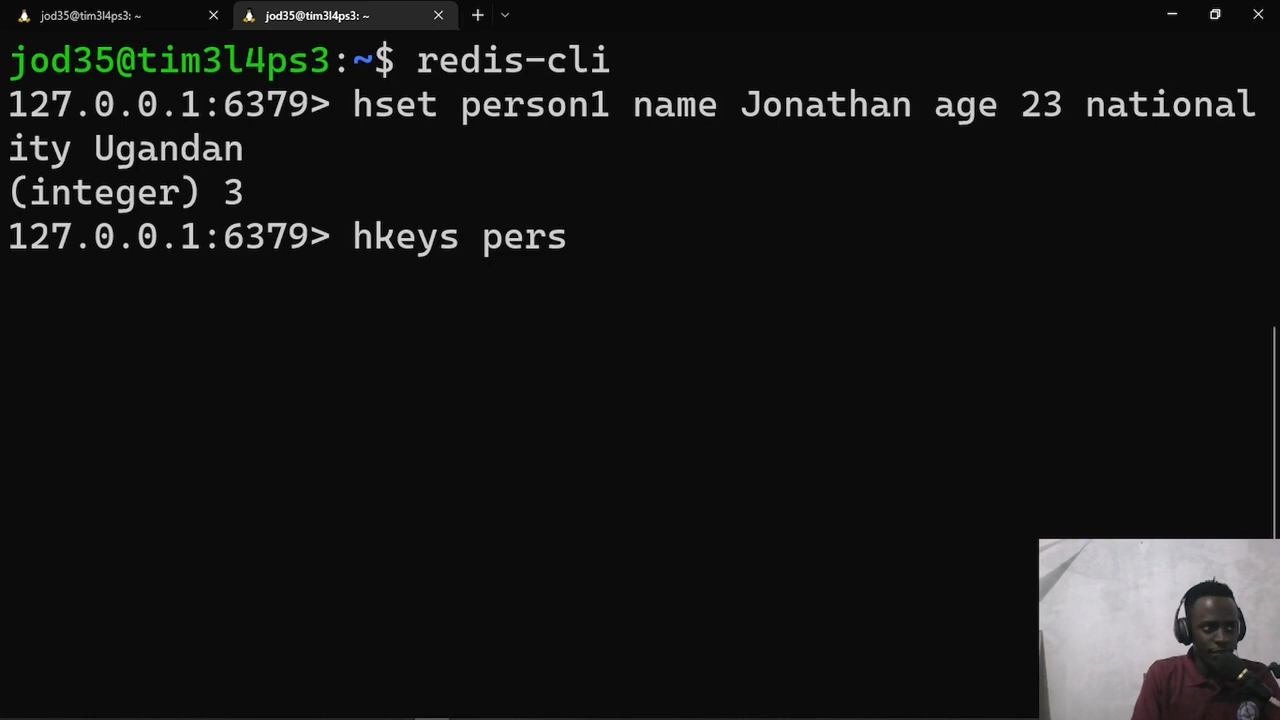 jod35@tim3l4ps3: ~
jod35@tim3l4ps3: ~
jod35@tim3l4ps3:~$ redis-cli
127.0.0.1:6379> hset person1 name Jonathan age 23 national
ity Ugandan
(integer) 3
127.0.0.1:6379> hkeys pers